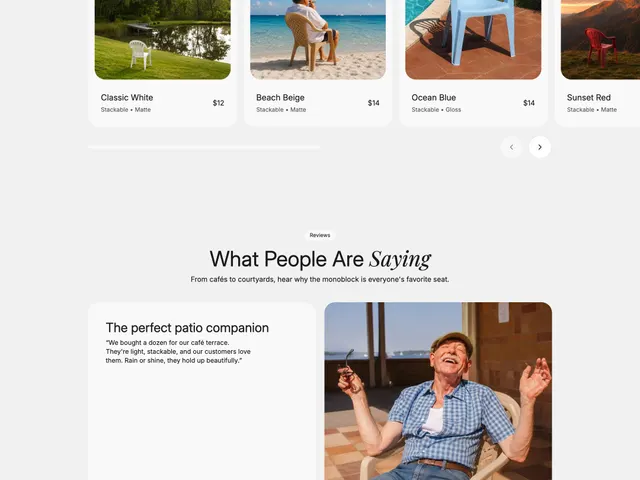 Classic White
$12
Stackable • Matte
Beach Beige
$14
Stackable • Matte
Ocean Blue
$14
Stackable • Gloss
Sunset Red
Stackable • Matte
Reviews
What People Are Saying
From cafés to courtyards, hear why the monoblock is everyone's favorite seat.
The perfect patio companion
“We bought a dozen for our café terrace.
They're light, stackable, and our customers love
them. Rain or shine, they hold up beautifully.”